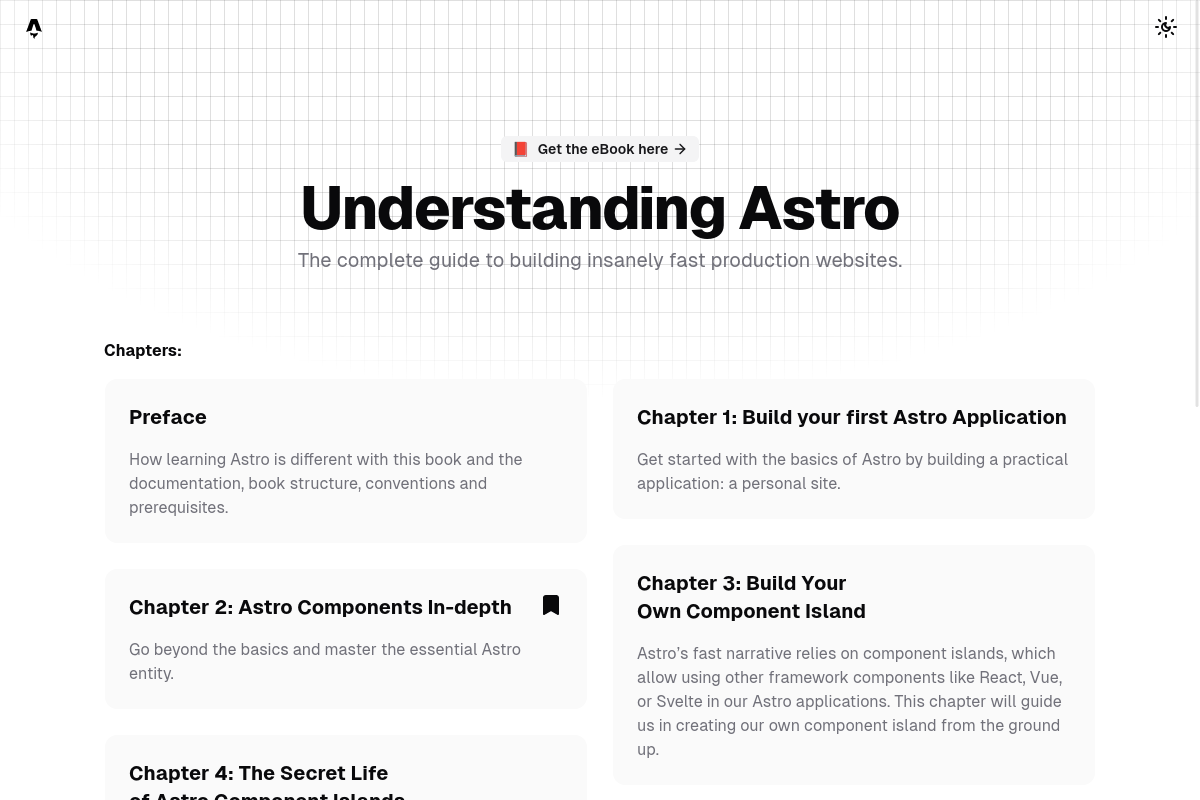 📕 Get the eBook here →
Understanding Astro
The complete guide to building insanely fast production websites.
Chapters:
Preface
How learning Astro is different with this book and the
documentation, book structure, conventions and
prerequisites.
Chapter 1: Build your first Astro Application
Get started with the basics of Astro by building a practical
application: a personal site.
Chapter 2: Astro Components In-depth
Go beyond the basics and master the essential Astro
entity.
Chapter 3: Build Your
Own Component Island
Astro’s fast narrative relies on component islands, which
allow using other framework components like React, Vue,
or Svelte in our Astro applications. This chapter will guide
us in creating our own component island from the ground
up.
Chapter 4: The Secret Life
of Astro Component Islands